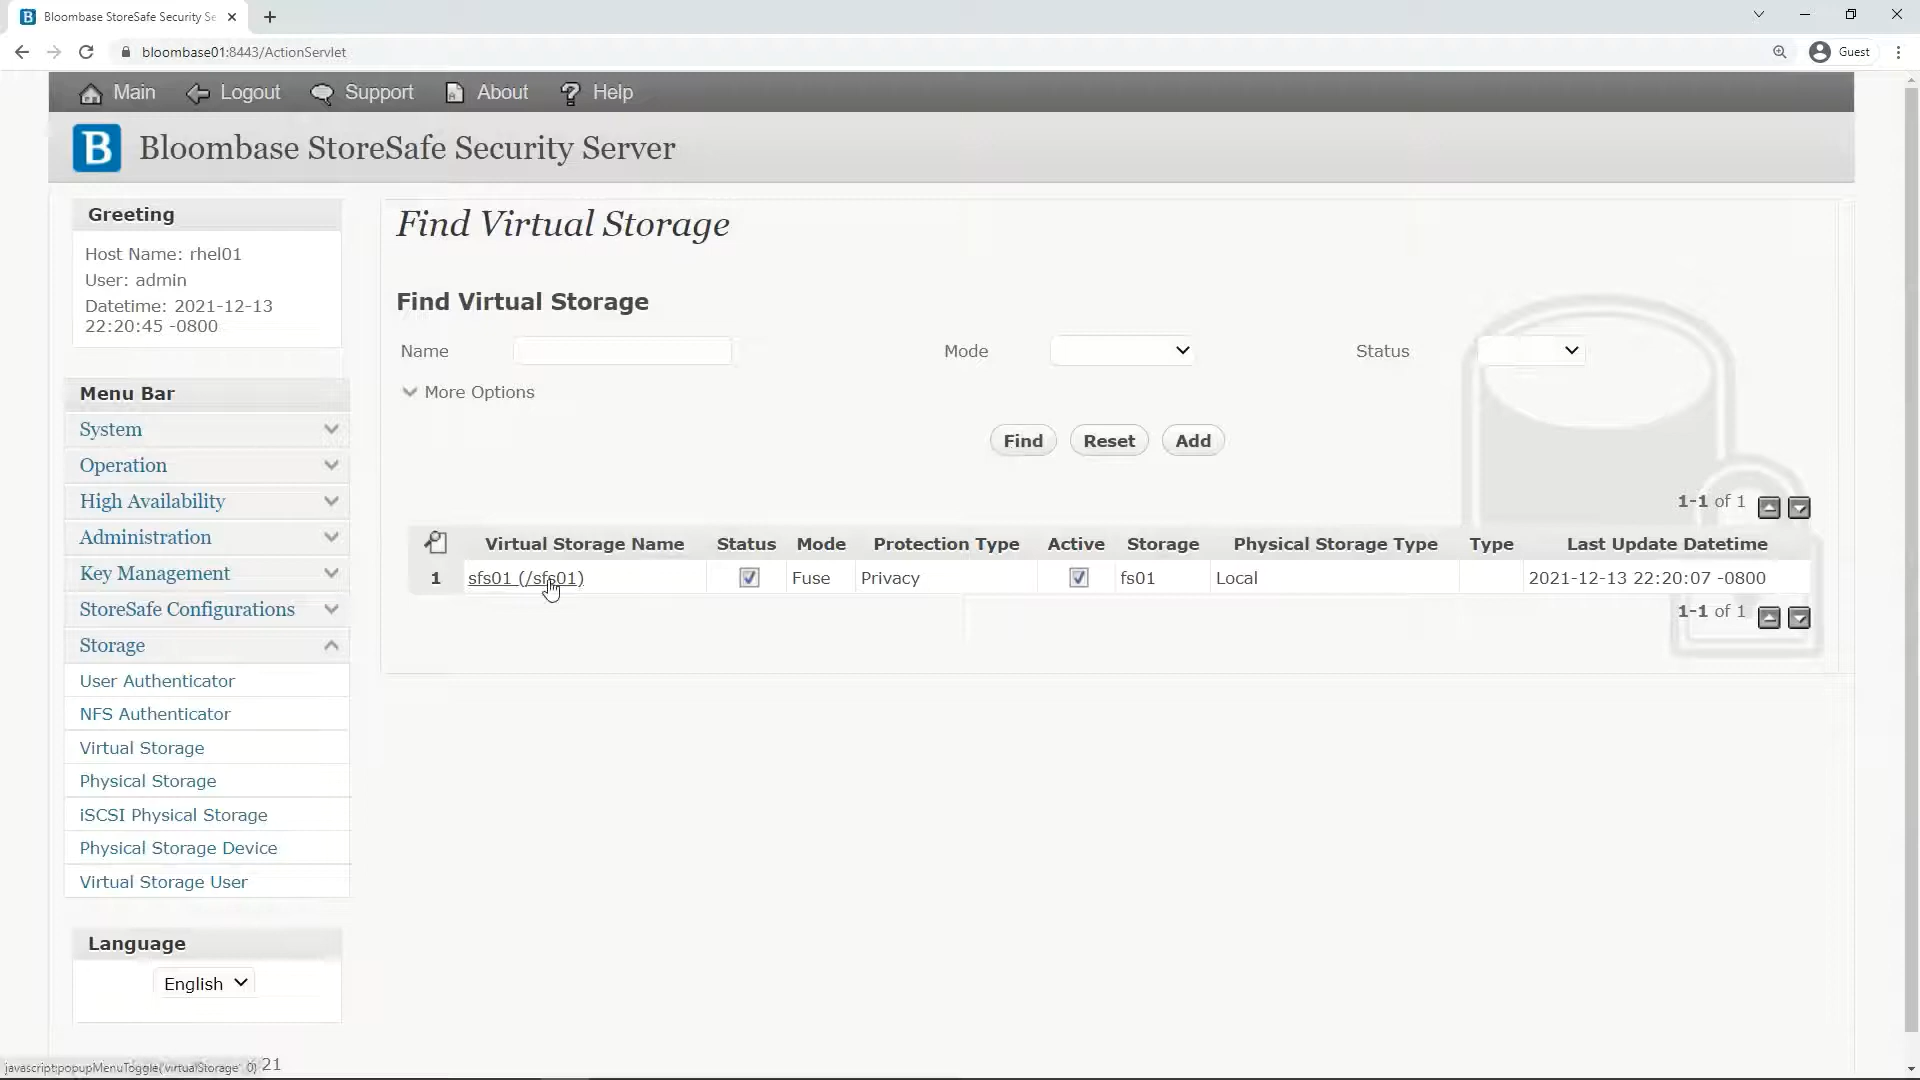 Bloombase StoreSafe Security Se
bloombase01:8443/ActionServlet
Guest
Main
Logout
Support
About
Help
B Bloombase StoreSafe Security Server
Greeting
Host Name: rhel01
User: admin
Datetime: 2021-12-13
22:20:45 -0800
Menu Bar
System
Operation
High Availability
Administration
Key Management
StoreSafe Configurations
Storage
User Authenticator
NFS Authenticator
Virtual Storage
Physical Storage
iSCSI Physical Storage
Physical Storage Device
Virtual Storage User
Language
English
Find Virtual Storage
Find Virtual Storage
Name
Mode
Status
More Options
Find
Reset
Add
1-1 of 1
Virtual Storage Name Status Mode Protection Type Active Storage Physical Storage Type Type Last Update Datetime
1 sfs01 (/sfs01) Fuse Privacy fs01 Local 2021-12-13 22:20:07 -0800
1-1 of 1
javascript:popupMenuToggle('virtualStorage' 0) 21